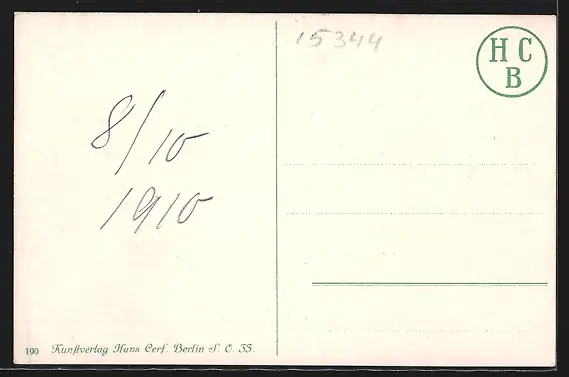 15344
H C
B
8/10
1910
190 Kunstverlag Hans Cerf. Berlin S. O. 33.